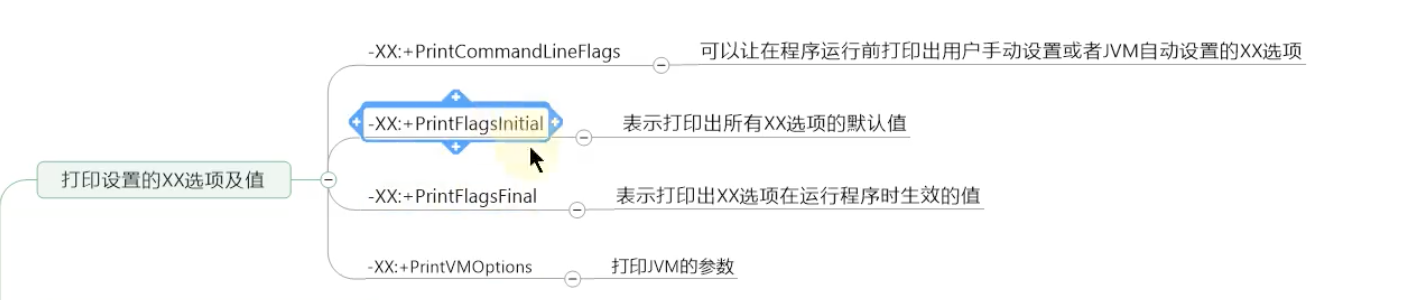 -XX:+PrintCommandLineFlags 可以让在程序运行前打印出用户手动设置或者JVM自动设置的XX选项
-XX:+PrintFlagsInitial 表示打印出所有XX选项的默认值
打印设置的XX选项及值
-XX:+PrintFlagsFinal 表示打印出XX选项在运行程序时生效的值
-XX:+PrintVMOptions 打印JVM的参数